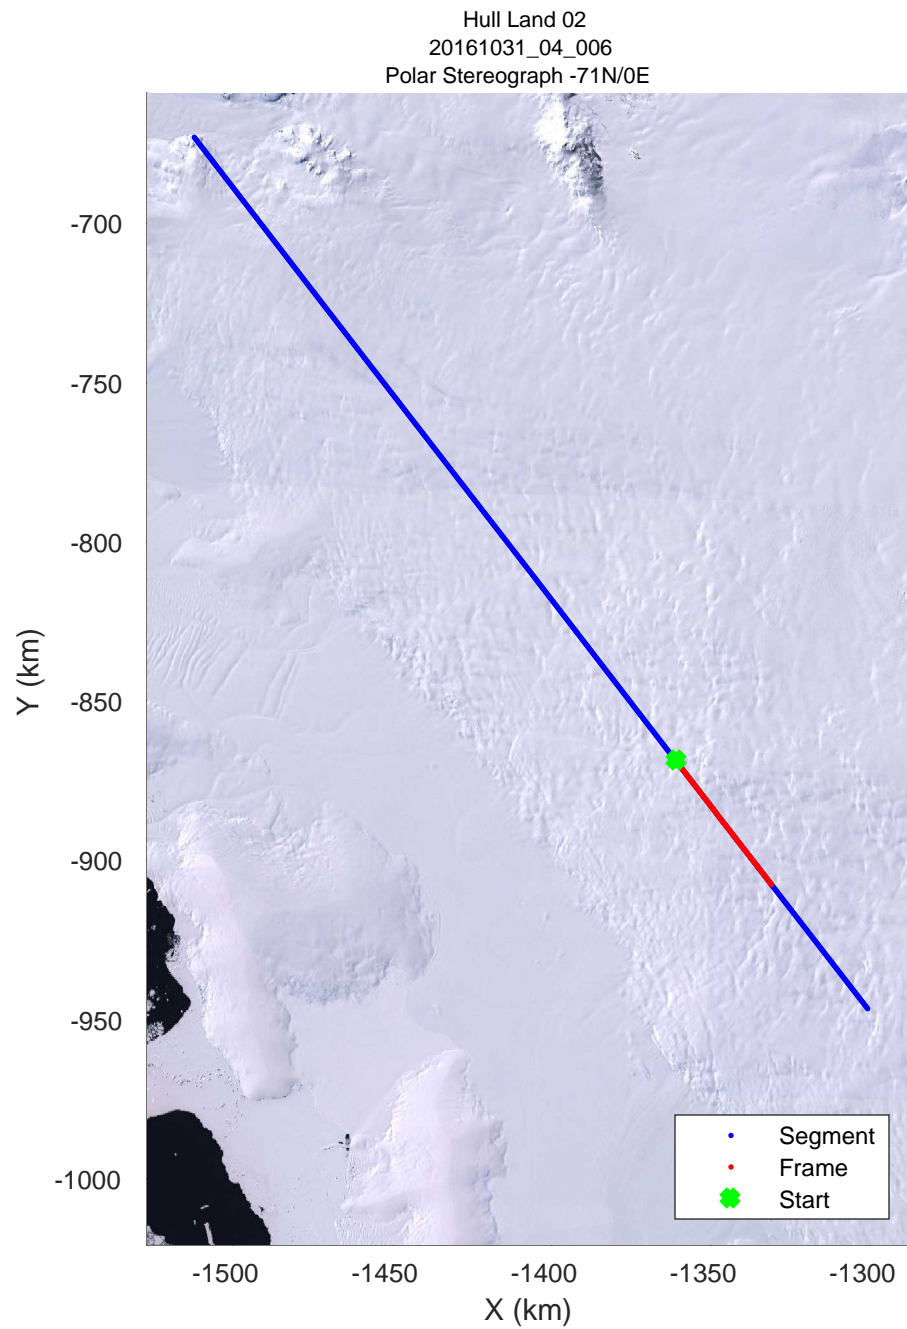 Hull Land 02
20161031_04_006
Polar Stereograph -71N/0E
-700
-750
-800
-850
-900
-950
-1000
Y (km)
-1500
-1450
-1400
-1350
-1300
X (km)
Segment
Frame
Start